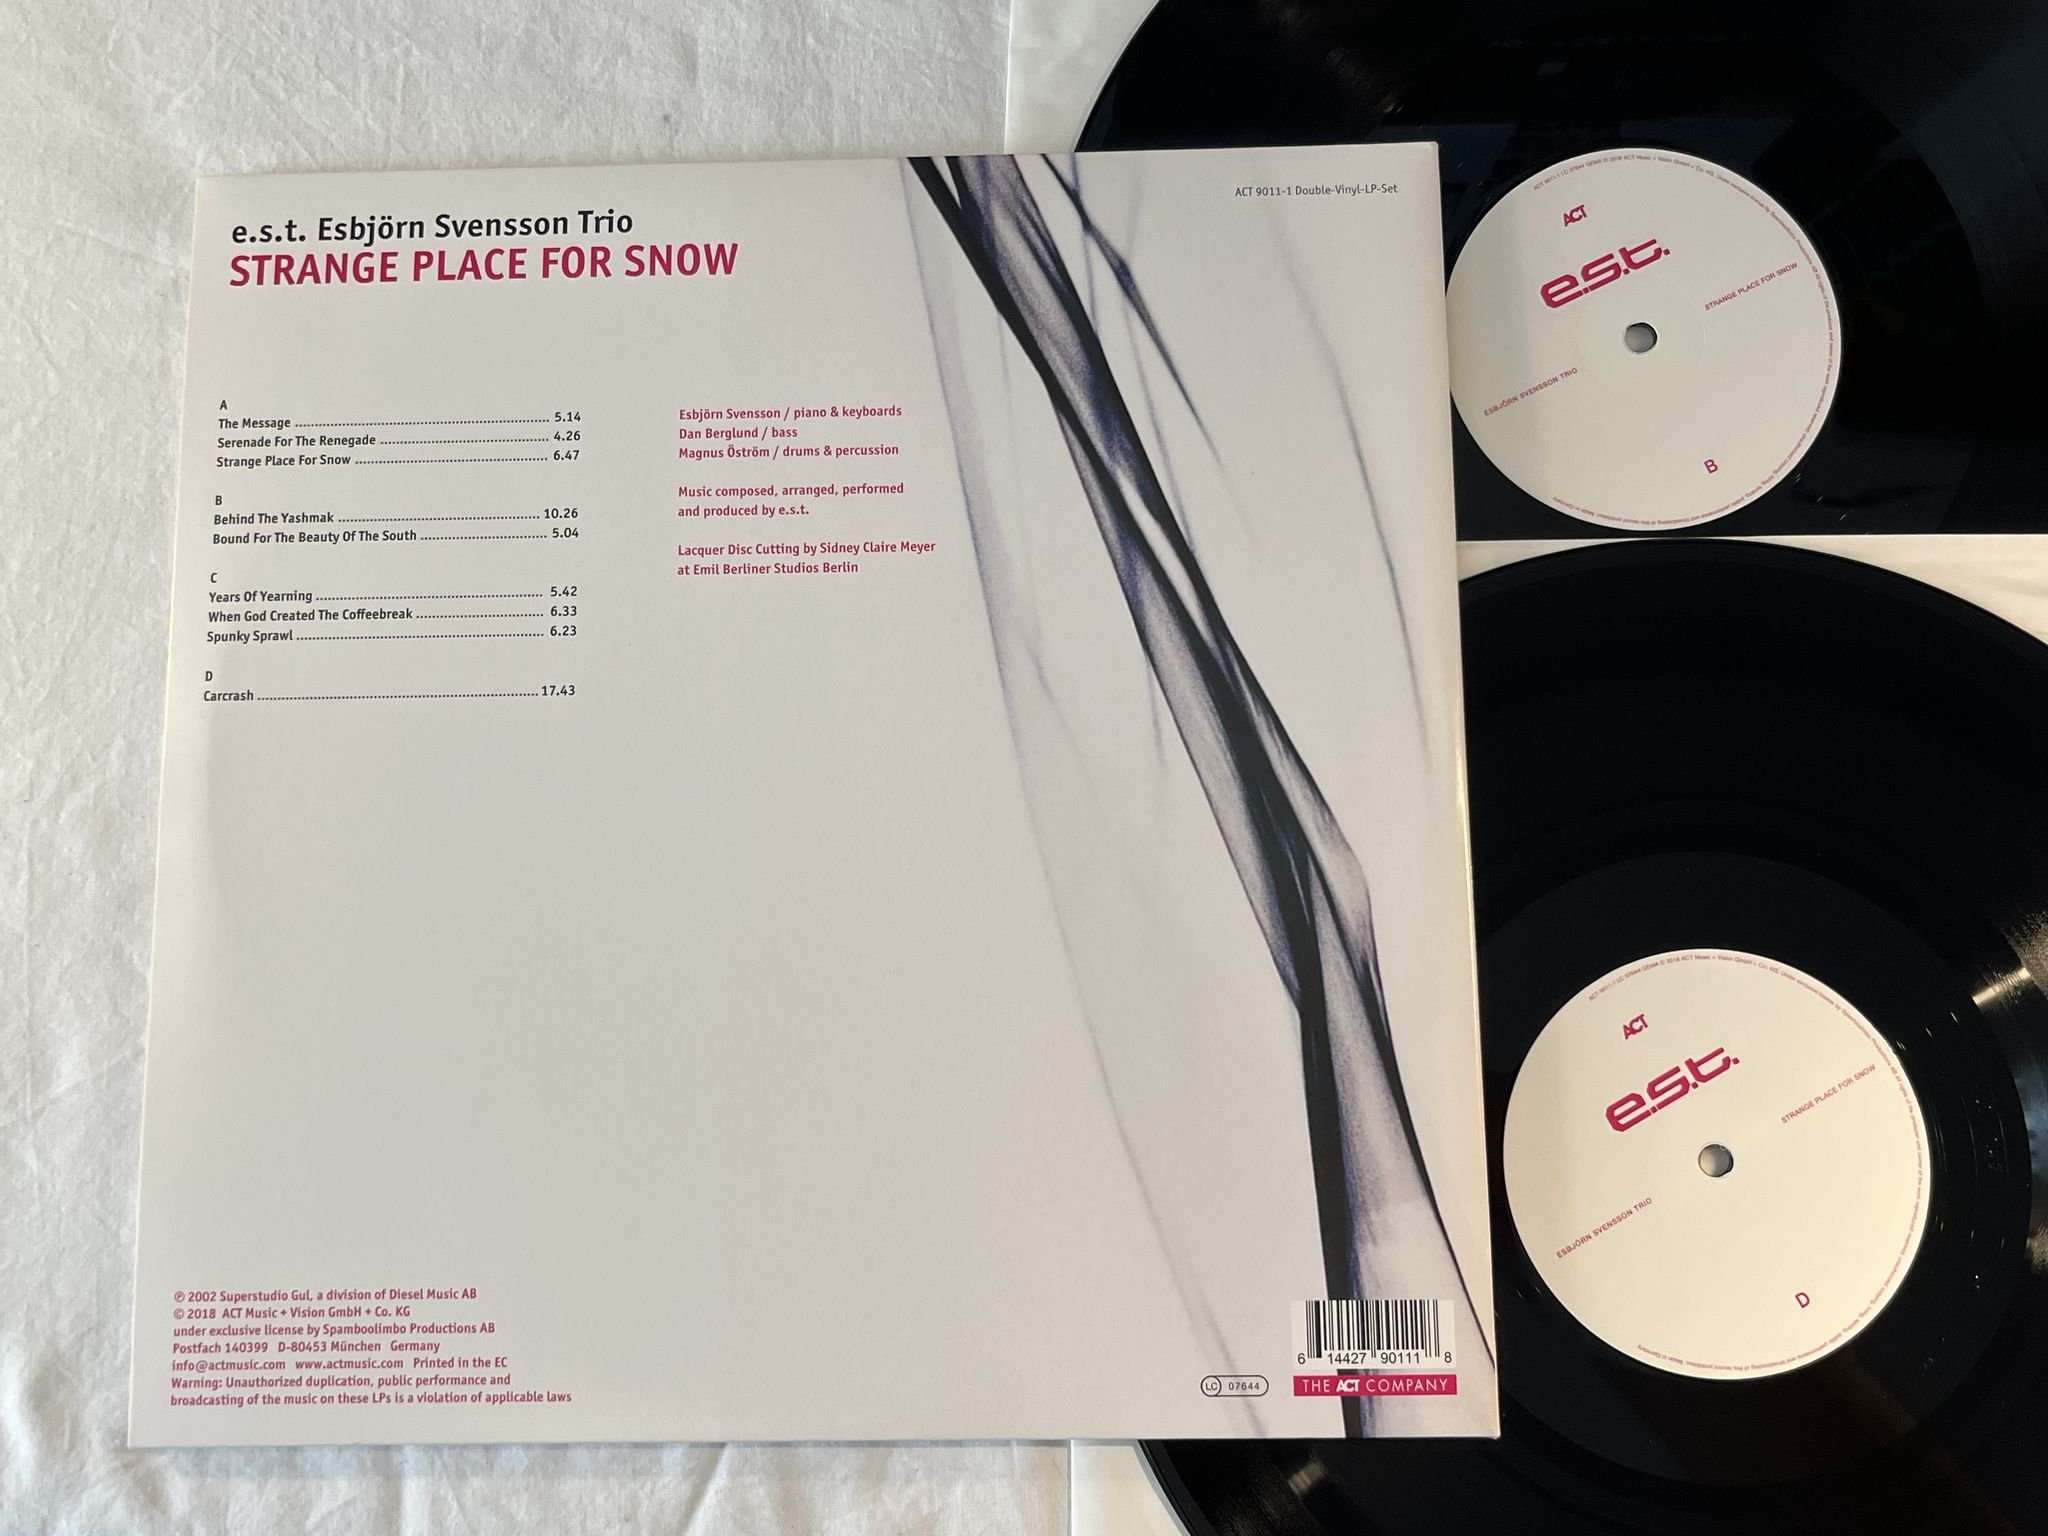 e.s.t. Esbjörn Svensson Trio
STRANGE PLACE FOR SNOW
ACT 9011-1 Double-Vinyl-LP-Set
A
The Message ........ 5.14
Serenade For The Renegade ........ 4.26
Strange Place For Snow ........ 6.47
B
Behind The Yashmak ........ 10.26
Bound For The Beauty Of The South ........ 5.04
C
Years Of Yearning ........ 5.42
When God Created The Coffeebreak ........ 6.33
Spunky Sprawl ........ 6.23
D
Carcrash ........ 17.43
Esbjörn Svensson / piano & keyboards
Dan Berglund / bass
Magnus Öström / drums & percussion
Music composed, arranged, performed
and produced by e.s.t.
Lacquer Disc Cutting by Sidney Claire Meyer
at Emil Berliner Studios Berlin
℗ 2002 Superstudio Gul, a division of Diesel Music AB
© 2018 ACT Music + Vision GmbH + Co. KG
under exclusive license by Spamboolimbo Productions AB
Postfach 140399 D-80453 München Germany
info@actmusic.com www.actmusic.com Printed in the EC
Warning: Unauthorized duplication, public performance and
broadcasting of the music on these LPs is a violation of applicable laws
LC 07644
6 14427 90111 8
THE ACT COMPANY
ACT
e.s.t.
STRANGE PLACE FOR SNOW
ESBJÖRN SVENSSON TRIO
B
ACT
e.s.t.
STRANGE PLACE FOR SNOW
ESBJÖRN SVENSSON TRIO
D